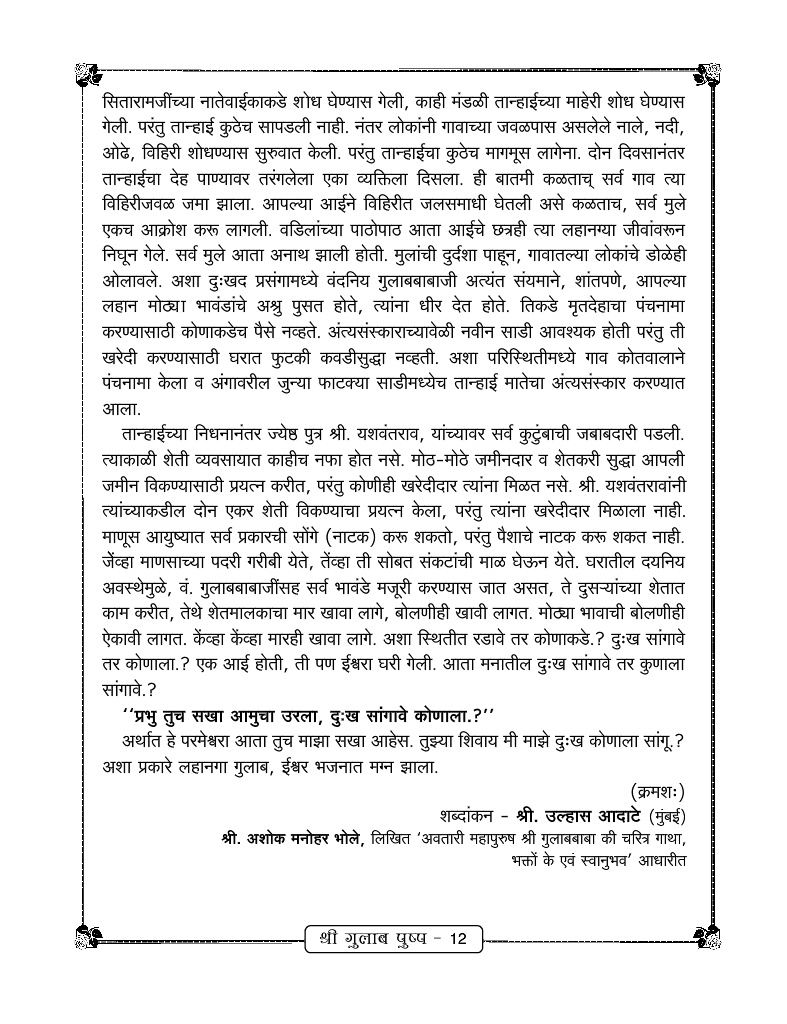 सितारामजींच्या नातेवाईकाकडे शोध घेण्यास गेली, काही मंडळी तान्हाईच्या माहेरी शोध घेण्यास
गेली. परंतु तान्हाई कुठेच सापडली नाही. नंतर लोकांनी गावाच्या जवळपास असलेले नाले, नदी,
ओढे, विहिरी शोधण्यास सुरुवात केली. परंतु तान्हाईचा कुठेच मागमूस लागेना. दोन दिवसानंतर
तान्हाईचा देह पाण्यावर तरंगलेला एका व्यक्तिला दिसला. ही बातमी कळताच् सर्व गाव त्या
विहिरीजवळ जमा झाला. आपल्या आईने विहिरीत जलसमाधी घेतली असे कळताच, सर्व मुले
एकच आक्रोश करू लागली. वडिलांच्या पाठोपाठ आता आईचे छत्रही त्या लहानग्या जीवांवरून
निघून गेले. सर्व मुले आता अनाथ झाली होती. मुलांची दुर्दशा पाहून, गावातल्या लोकांचे डोळेही
ओलावले. अशा दुःखद प्रसंगामध्ये वंदनिय गुलाबबाबाजी अत्यंत संयमाने, शांतपणे, आपल्या
लहान मोठ्या भावंडांचे अश्रु पुसत होते, त्यांना धीर देत होते. तिकडे मृतदेहाचा पंचनामा
करण्यासाठी कोणाकडेच पैसे नव्हते. अंत्यसंस्काराच्यावेळी नवीन साडी आवश्यक होती परंतु ती
खरेदी करण्यासाठी घरात फुटकी कवडीसुद्धा नव्हती. अशा परिस्थितीमध्ये गाव कोतवालाने
पंचनामा केला व अंगावरील जुन्या फाटक्या साडीमध्येच तान्हाई मातेचा अंत्यसंस्कार करण्यात
आला.
तान्हाईच्या निधनानंतर ज्येष्ठ पुत्र श्री. यशवंतराव, यांच्यावर सर्व कुटुंबाची जबाबदारी पडली.
त्याकाळी शेती व्यवसायात काहीच नफा होत नसे. मोठ-मोठे जमीनदार व शेतकरी सुद्धा आपली
जमीन विकण्यासाठी प्रयत्न करीत, परंतु कोणीही खरेदीदार त्यांना मिळत नसे. श्री. यशवंतरावांनी
त्यांच्याकडील दोन एकर शेती विकण्याचा प्रयत्न केला, परंतु त्यांना खरेदीदार मिळाला नाही.
माणूस आयुष्यात सर्व प्रकारची सोंगे (नाटक) करू शकतो, परंतु पैशाचे नाटक करू शकत नाही.
जेंव्हा माणसाच्या पदरी गरीबी येते, तेंव्हा ती सोबत संकटांची माळ घेऊन येते. घरातील दयनिय
अवस्थेमुळे, वं. गुलाबबाबाजींसह सर्व भावंडे मजूरी करण्यास जात असत, ते दुसऱ्यांच्या शेतात
काम करीत, तेथे शेतमालकाचा मार खावा लागे, बोलणीही खावी लागत. मोठ्या भावाची बोलणीही
ऐकावी लागत. केंव्हा केंव्हा मारही खावा लागे. अशा स्थितीत रडावे तर कोणाकडे.? दुःख सांगावे
तर कोणाला.? एक आई होती, ती पण ईश्वरा घरी गेली. आता मनातील दुःख सांगावे तर कुणाला
सांगावे.?
‘‘प्रभु तुच सखा आमुचा उरला, दुःख सांगावे कोणाला.?’’
अर्थात हे परमेश्वरा आता तुच माझा सखा आहेस. तुझ्या शिवाय मी माझे दुःख कोणाला सांगू.?
अशा प्रकारे लहानगा गुलाब, ईश्वर भजनात मग्न झाला.
(क्रमशः)
शब्दांकन - श्री. उल्हास आदाटे (मुंबई)
श्री. अशोक मनोहर भोले, लिखित ‘अवतारी महापुरुष श्री गुलाबबाबा की चरित्र गाथा,
भक्तों के एवं स्वानुभव’ आधारीत
श्री गुलाब पुष्प - 12